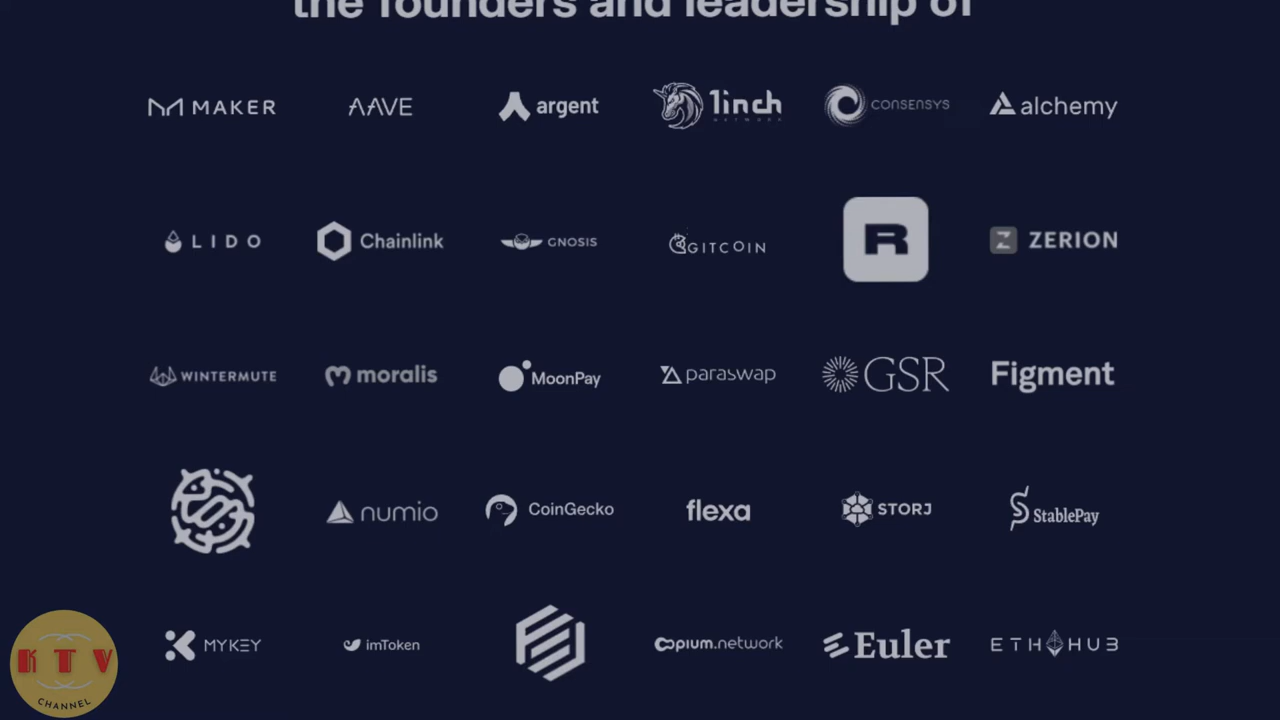 the founders and leadership of
MAKER AAVE argent 1inch CONSENSYS alchemy
NETWORK
LIDO Chainlink GNOSIS GITCOIN R ZERION
WINTERMUTE moralis MoonPay paraswap GSR Figment
numio CoinGecko flexa STORJ StablePay
MYKEY imToken opium.network Euler ETHHUB
KTV
CHANNEL